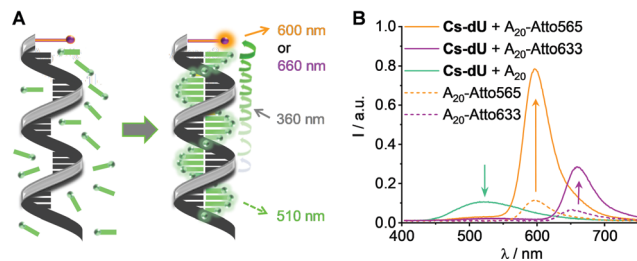 A
600 nm
or
660 nm
360 nm
510 nm
B
1.0
0.8
0.6
0.4
0.2
0.0
I / a.u.
400 500 600 700
λ / nm
Cs-dU + A₂₀-Atto565
Cs-dU + A₂₀-Atto633
Cs-dU + A₂₀
A₂₀-Atto565
A₂₀-Atto633